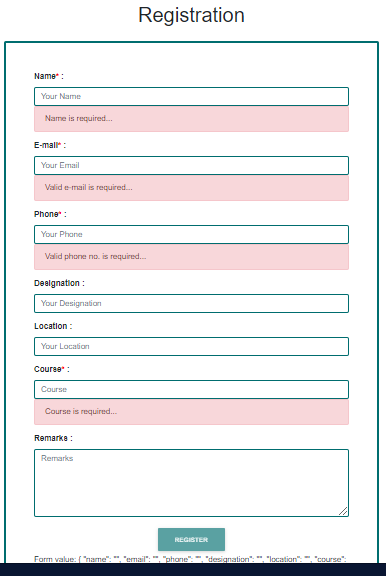 Registration
Name* :
Your Name
Name is required...
E-mail* :
Your Email
Valid e-mail is required...
Phone* :
Your Phone
Valid phone no. is required...
Designation :
Your Designation
Location :
Your Location
Course* :
Course
Course is required...
Remarks :
Remarks
REGISTER
Form value: { "name": "", "email": "", "phone": "", "designation": "", "location": "", "course":